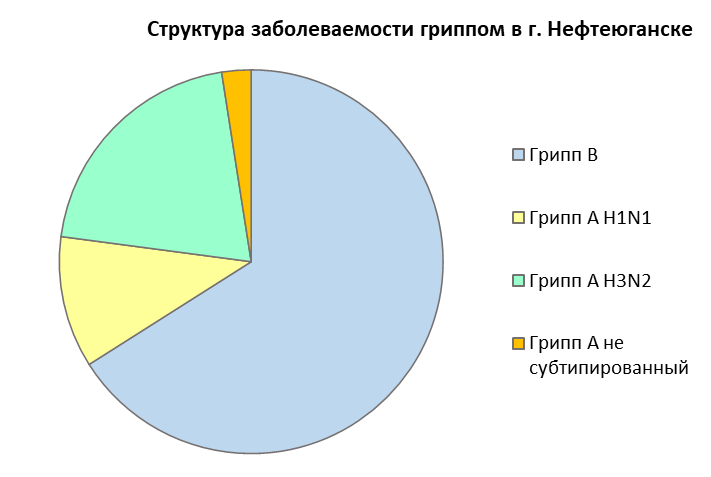 Структура заболеваемости гриппом в г. Нефтеюганске
Грипп В
Грипп А H1N1
Грипп А H3N2
Грипп А не
субтипированный